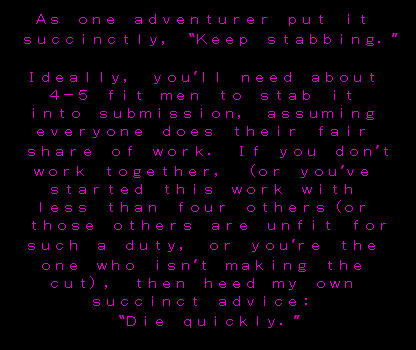 As one adventurer put it
succinctly, "Keep stabbing."
Ideally, you'll need about
4-5 fit men to stab it
into submission, assuming
everyone does their fair
share of work. If you don't
work together, (or you've
started this work with
less than four others(or
those others are unfit for
such a duty, or you're the
one who isn't making the
cut), then heed my own
succinct advice:
"Die quickly."